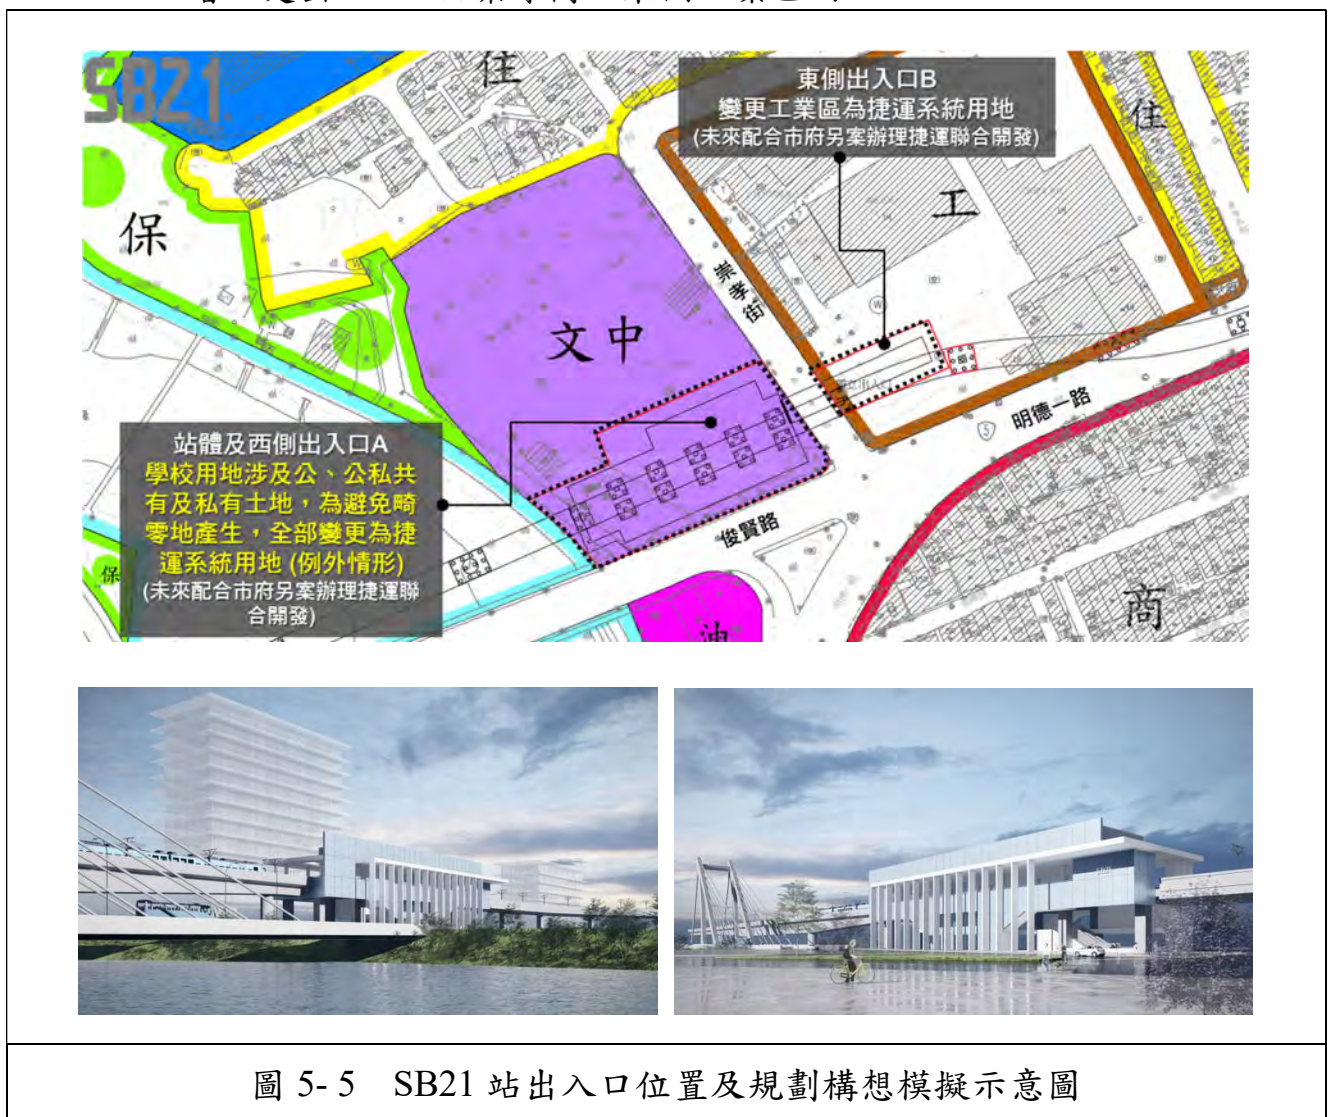 SB21
住
東側出入口B
變更工業區為捷運系統用地
(未來配合市府另案辦理捷運聯合開發)
住
保
工
崇孝街
文中
明德一路
5
站體及西側出入口A
學校用地涉及公、公私共
有及私有土地，為避免畸
零地產生，全部變更為捷
運系統用地 (例外情形)
(未來配合市府另案辦理捷運聯
合開發)
俊賢路
保
商
圖 5- 5 SB21 站出入口位置及規劃構想模擬示意圖